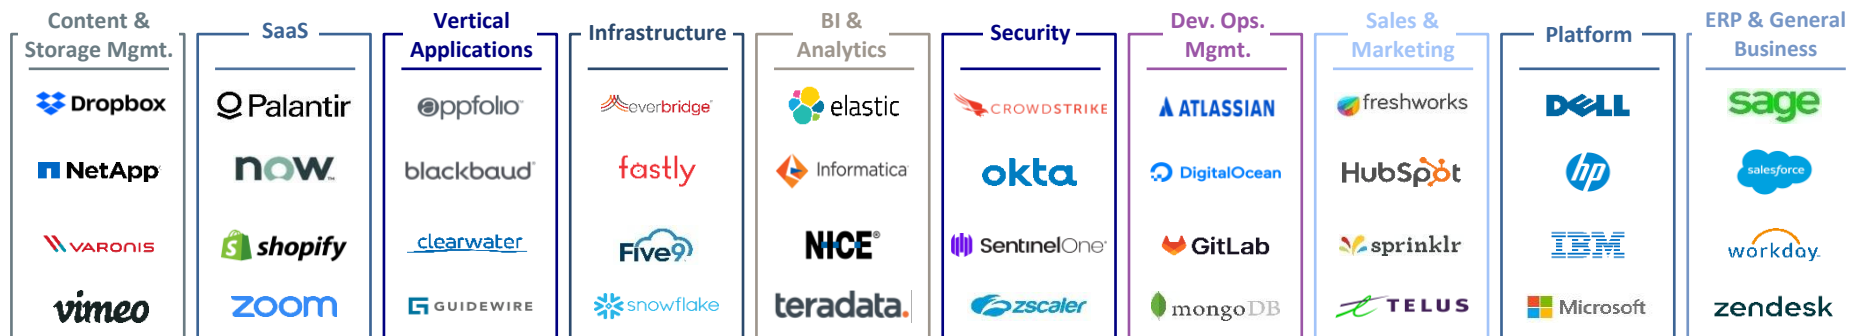 Content &
Storage Mgmt.
Dropbox
NetApp
VARONIS
vimeo
SaaS
Palantir
now
shopify
zoom
Vertical
Applications
appfolio
blackbaud
clearwater
GUIDEWIRE
Infrastructure
everbridge
fastly
Five9
snowflake
BI &
Analytics
elastic
Informatica
NICE®
teradata.
Security
CROWDSTRIKE
okta
SentinelOne
zscaler
Dev. Ops.
Mgmt.
ATLASSIAN
DigitalOcean
GitLab
mongoDB
Sales &
Marketing
freshworks
HubSpot
sprinklr
TELUS
Platform
DELL
hp
IBM
Microsoft
ERP & General
Business
sage
salesforce
workday.
zendesk